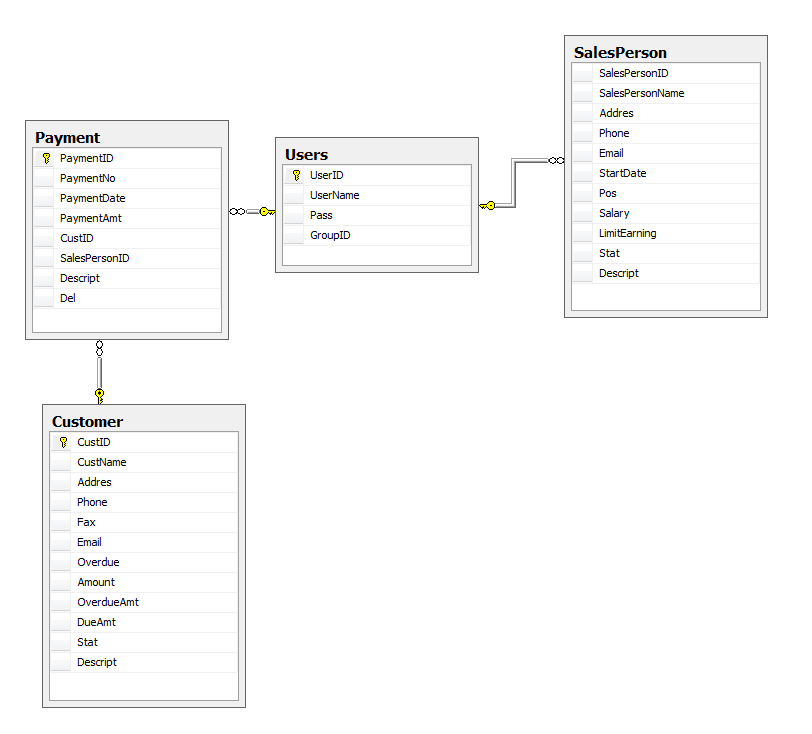 Payment
PaymentID
PaymentNo
PaymentDate
PaymentAmt
CustID
SalesPersonID
Descript
Del
Users
UserID
UserName
Pass
GroupID
SalesPerson
SalesPersonID
SalesPersonName
Addres
Phone
Email
StartDate
Pos
Salary
LimitEarning
Stat
Descript
Customer
CustID
CustName
Addres
Phone
Fax
Email
Overdue
Amount
OverdueAmt
DueAmt
Stat
Descript